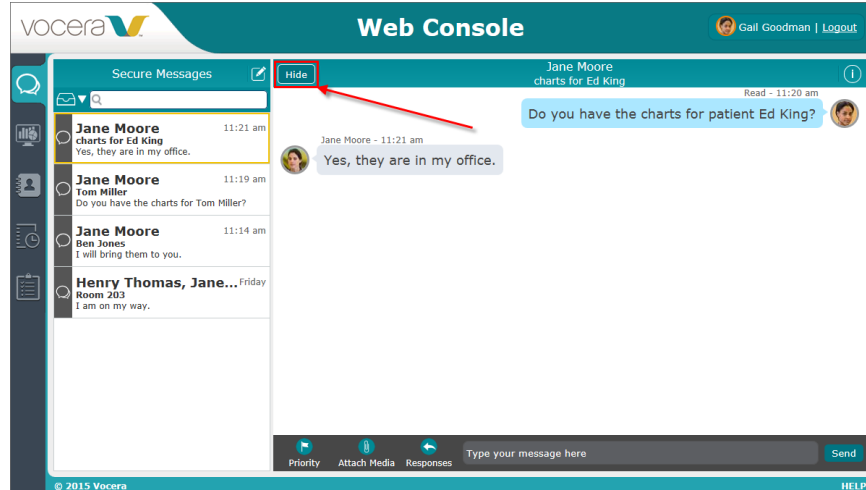 vocera
Web Console
Gail Goodman | Logout
Secure Messages
Hide
Jane Moore
charts for Ed King
Jane Moore 11:21 am
charts for Ed King
Yes, they are in my office.
Jane Moore 11:19 am
Tom Miller
Do you have the charts for Tom Miller?
Jane Moore 11:14 am
Ben Jones
I will bring them to you.
Henry Thomas, Jane... Friday
Room 203
I am on my way.
Read - 11:20 am
Do you have the charts for patient Ed King?
Jane Moore - 11:21 am
Yes, they are in my office.
Priority
Attach Media
Responses
Type your message here
Send
© 2015 Vocera
HELP